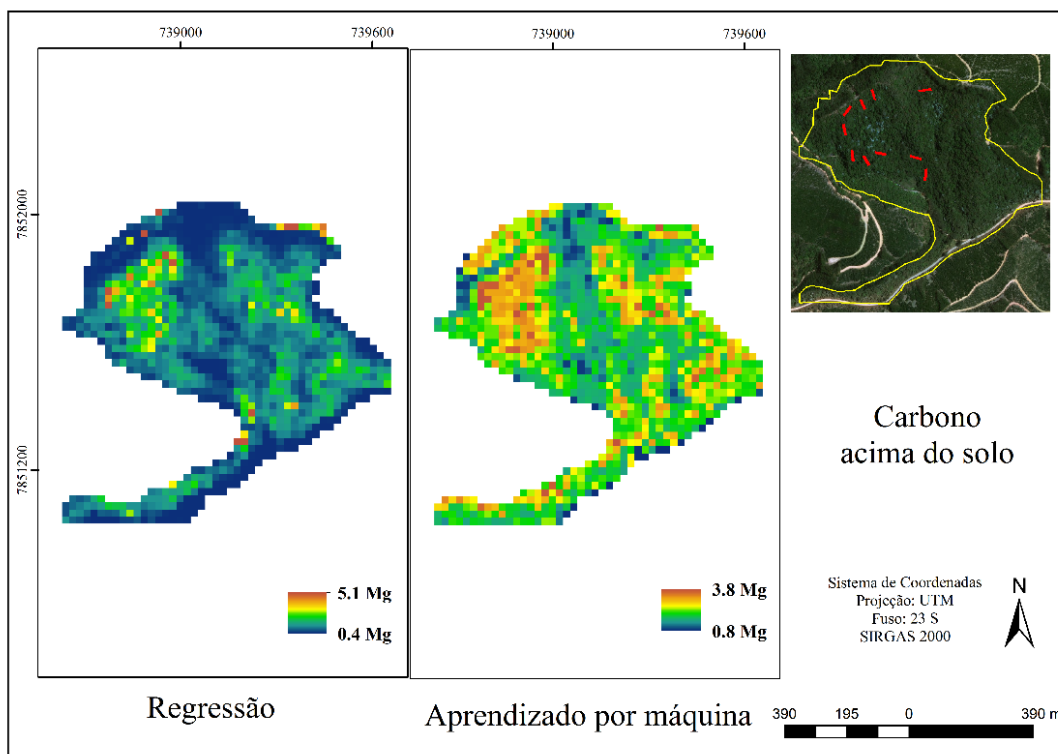 739000
739600
739000
739600
7852000
7851200
5.1 Mg
0.4 Mg
3.8 Mg
0.8 Mg
Regressão
Aprendizado por máquina
Carbono
acima do solo
Sistema de Coordenadas
Projeção: UTM
Fuso: 23 S
SIRGAS 2000
N
390
195
0
390 m